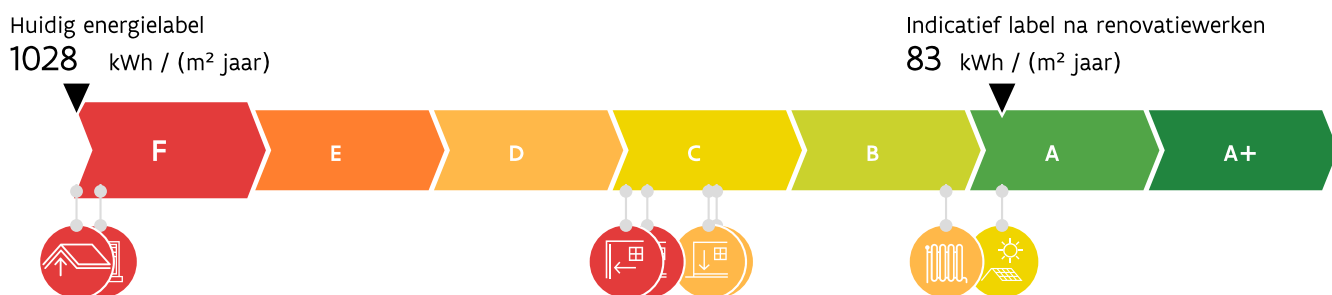 Huidig energielabel
1028 kWh / (m² jaar)
Indicatief label na renovatiewerken
83 kWh / (m² jaar)
F E D C B A A+